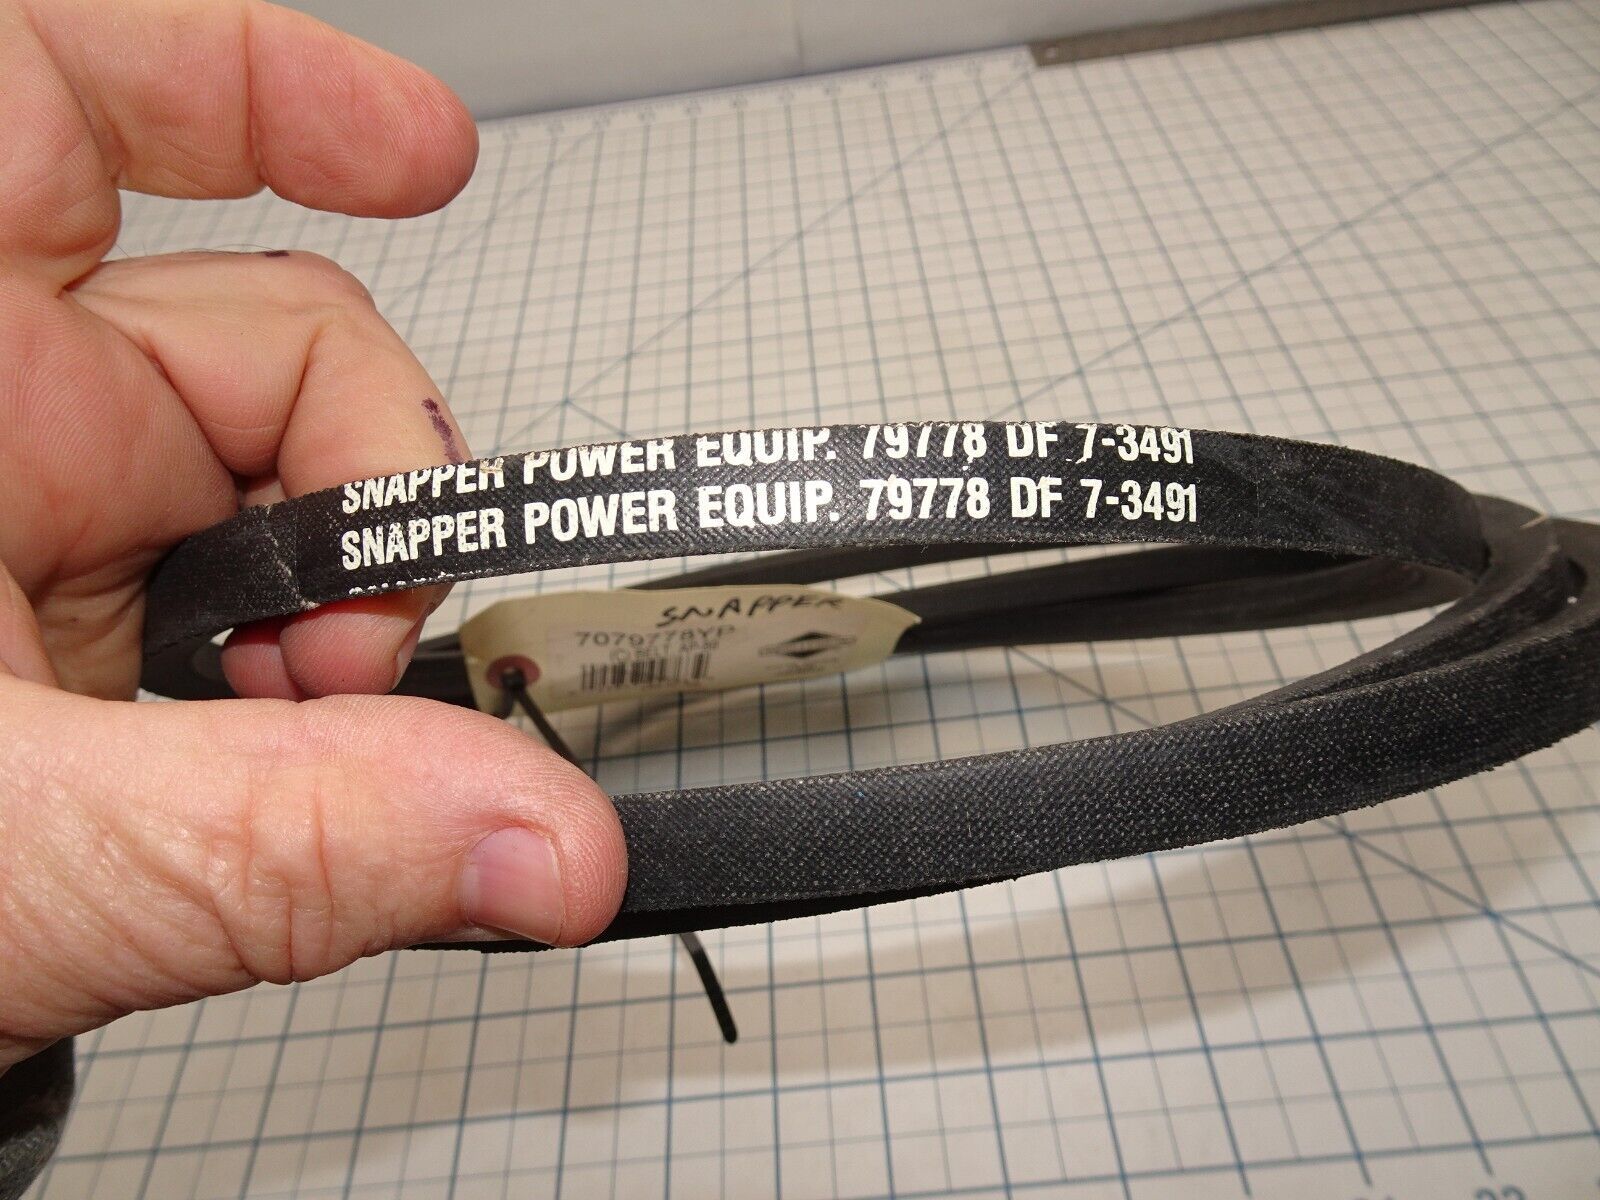 SNAPPER POWER EQUIP. 79778 DF 7-3491
SNAPPER POWER EQUIP. 79778 DF 7-3491
SNAPPER
7079778YP